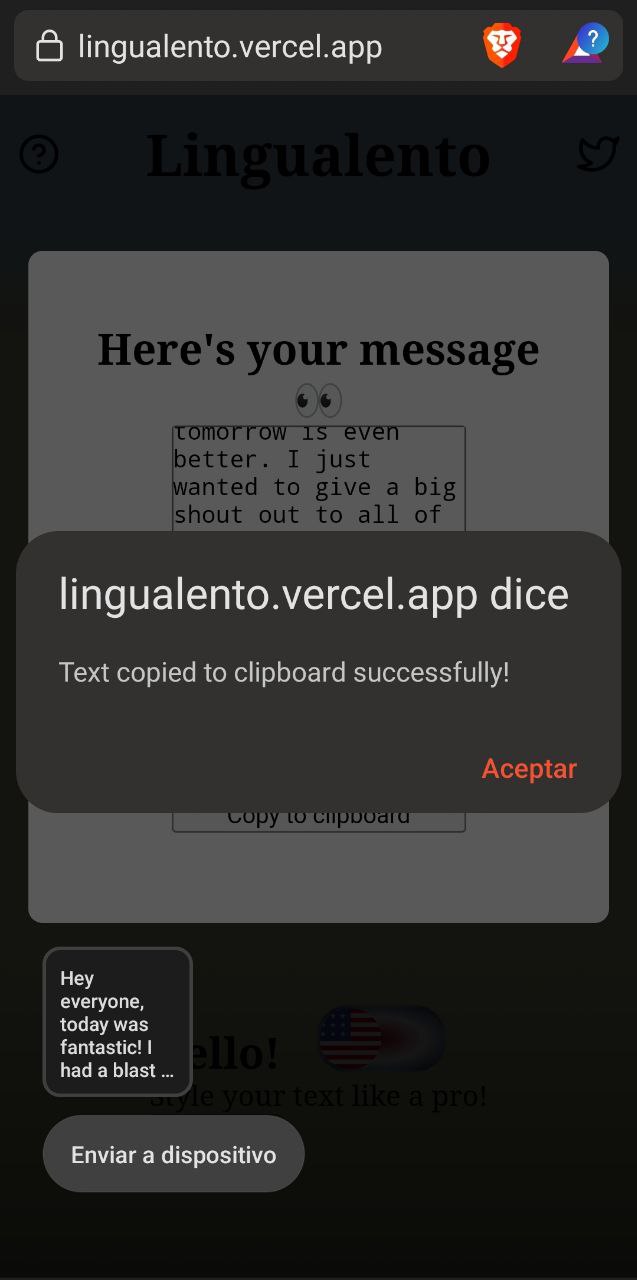 lingualento.vercel.app
Lingualento
Here's your message
👀
tomorrow is even
better. I just
wanted to give a big
shout out to all of
lingualento.vercel.app dice
Text copied to clipboard successfully!
Aceptar
Copy to clipboard
Hey
everyone,
today was
fantastic! I
had a blast ...
ello!
Style your text like a pro!
Enviar a dispositivo